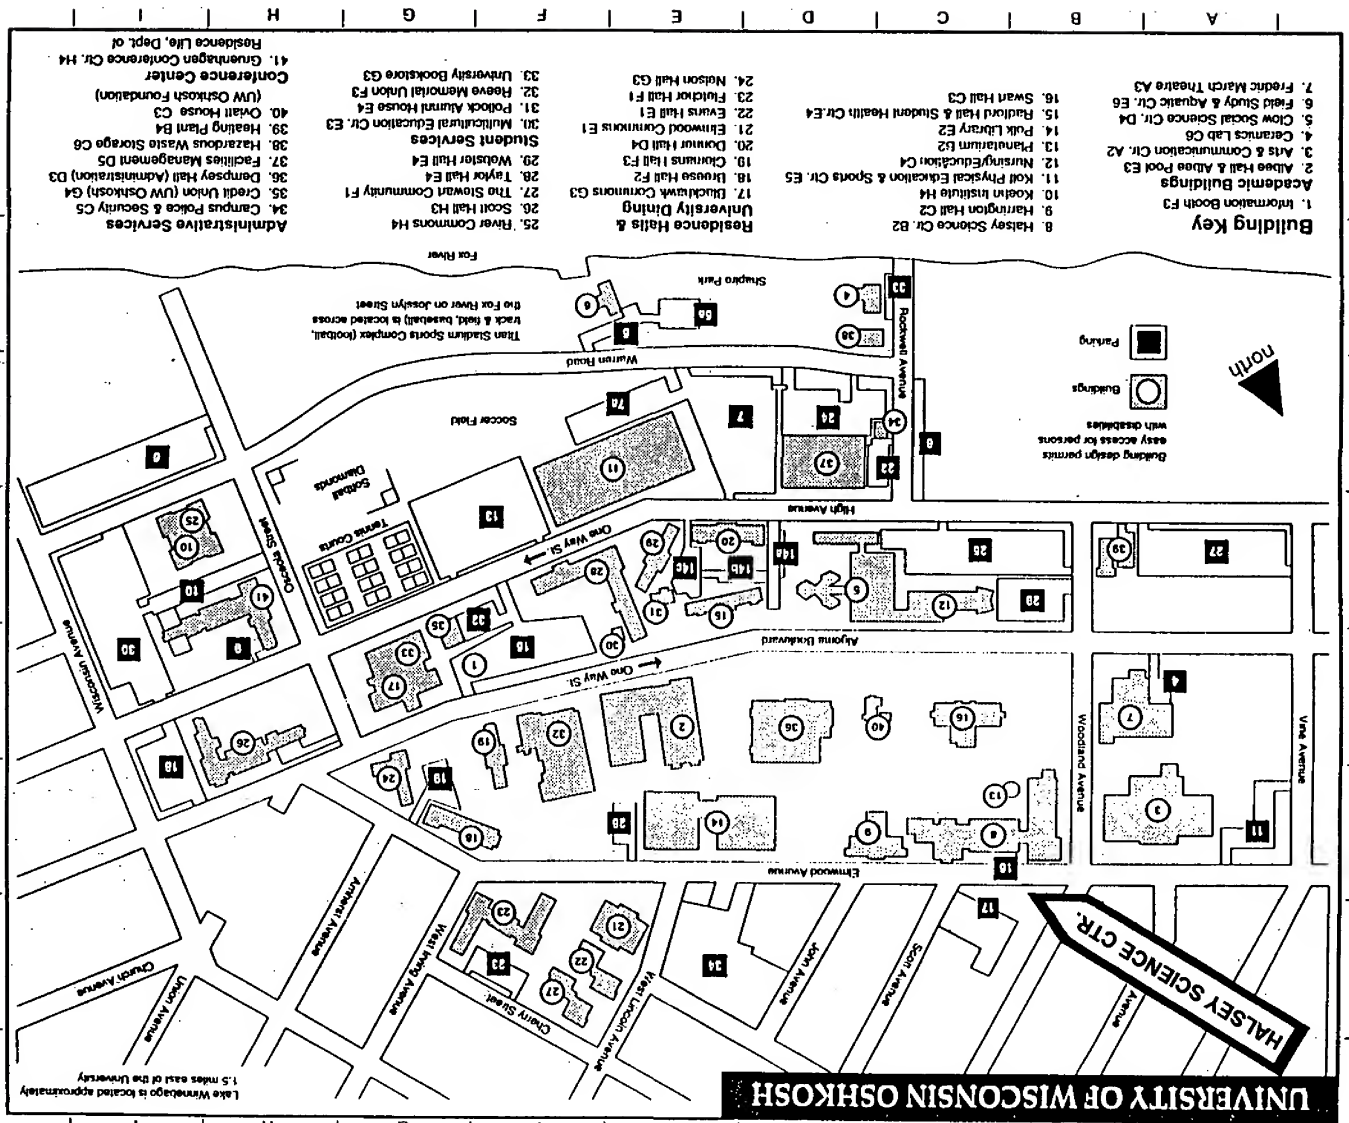 UNIVERSITY OF WISCONSIN OSHKOSH
Lake Winnebago is located approximately
1.5 miles east of the University
HALSEY SCIENCE CTR.
Church Avenue
Union Avenue
Amherst Avenue
West Irving Avenue
Cherry Street
West Lincoln Avenue
John Avenue
Scott Avenue
Avenue
Elmwood Avenue
Vine Avenue
Woodland Avenue
Wisconsin Avenue
Osceola Street
Algoma Boulevard
One Way St.
High Avenue
One Way St.
Tennis Courts
Softball
Diamonds
Soccer Field
Warren Road
Rockwell Avenue
Building design permits
easy access for persons
with disabilities
Buildings
Parking
north
Titan Stadium Sports Complex (football,
track & field, baseball) is located across
the Fox River on Josslyn Street
Shapiro Park
Fox River
Building Key
1. Information Booth F3
Academic Buildings
2. Albee Hall & Albee Pool E3
3. Arts & Communication Ctr. A2
4. Ceramics Lab C6
5. Clow Social Science Ctr. D4
6. Field Study & Aquatic Ctr. E6
7. Fredric March Theatre A3
8. Halsey Science Ctr. B2
9. Harrington Hall C2
10. Koehn Institute H4
11. Kolf Physical Education & Sports Ctr. E5
12. Nursing/Education C4
13. Planetarium B2
14. Polk Library E2
15. Radford Hall & Student Health Ctr. E4
16. Swart Hall C3
Residence Halls &
University Dining
17. Blackhawk Commons G3
18. Breese Hall F2
19. Clemans Hall F3
20. Donner Hall D4
21. Elmwood Commons E1
22. Evans Hall E1
23. Fletcher Hall F1
24. Nelson Hall G3
25. River Commons H4
26. Scott Hall H3
27. The Stewart Community F1
28. Taylor Hall E4
29. Webster Hall E4
Student Services
30. Multicultural Education Ctr. E3
31. Pollock Alumni House E4
32. Reeve Memorial Union F3
33. University Bookstore G3
Administrative Services
34. Campus Police & Security C5
35. Credit Union (UW Oshkosh) G4
36. Dempsey Hall (Administration) D3
37. Facilities Management D5
38. Hazardous Waste Storage C6
39. Heating Plant B4
40. Oviatt House C3
(UW Oshkosh Foundation)
Conference Center
41. Gruenhagen Conference Ctr. H4
Residence Life, Dept. of
A B C D E F G H